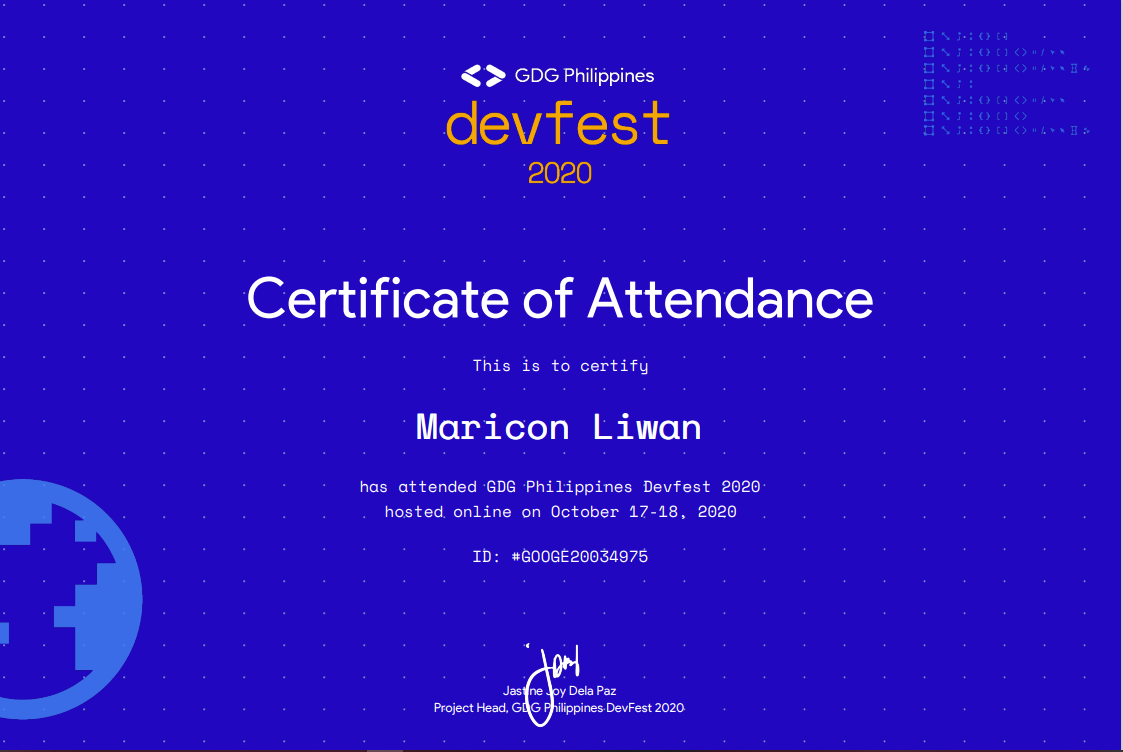 GDG Philippines
devfest
2020
Certificate of Attendance
This is to certify
Maricon Liwan
has attended GDG Philippines Devfest 2020
hosted online on October 17-18, 2020
ID: #GOOGE20034975
Jastine Joy Dela Paz
Project Head, GDG Philippines DevFest 2020